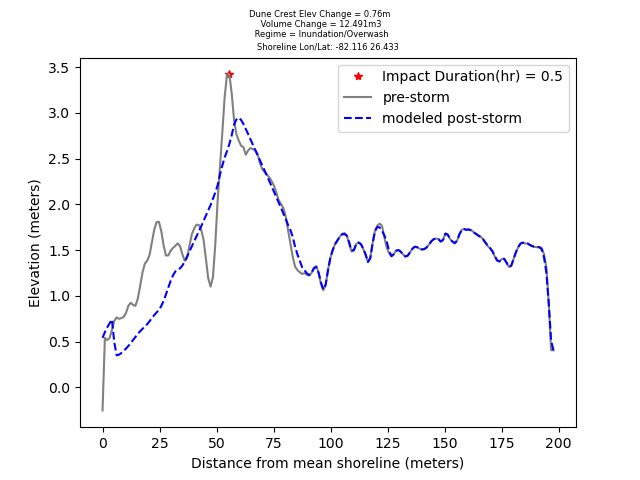 Dune Crest Elev Change = 0.76m
Volume Change = 12.491m3
Regime = Inundation/Overwash
Shoreline Lon/Lat: -82.116 26.433
Impact Duration(hr) = 0.5
pre-storm
modeled post-storm
Elevation (meters)
3.5
3.0
2.5
2.0
1.5
1.0
0.5
0.0
0 25 50 75 100 125 150 175 200
Distance from mean shoreline (meters)